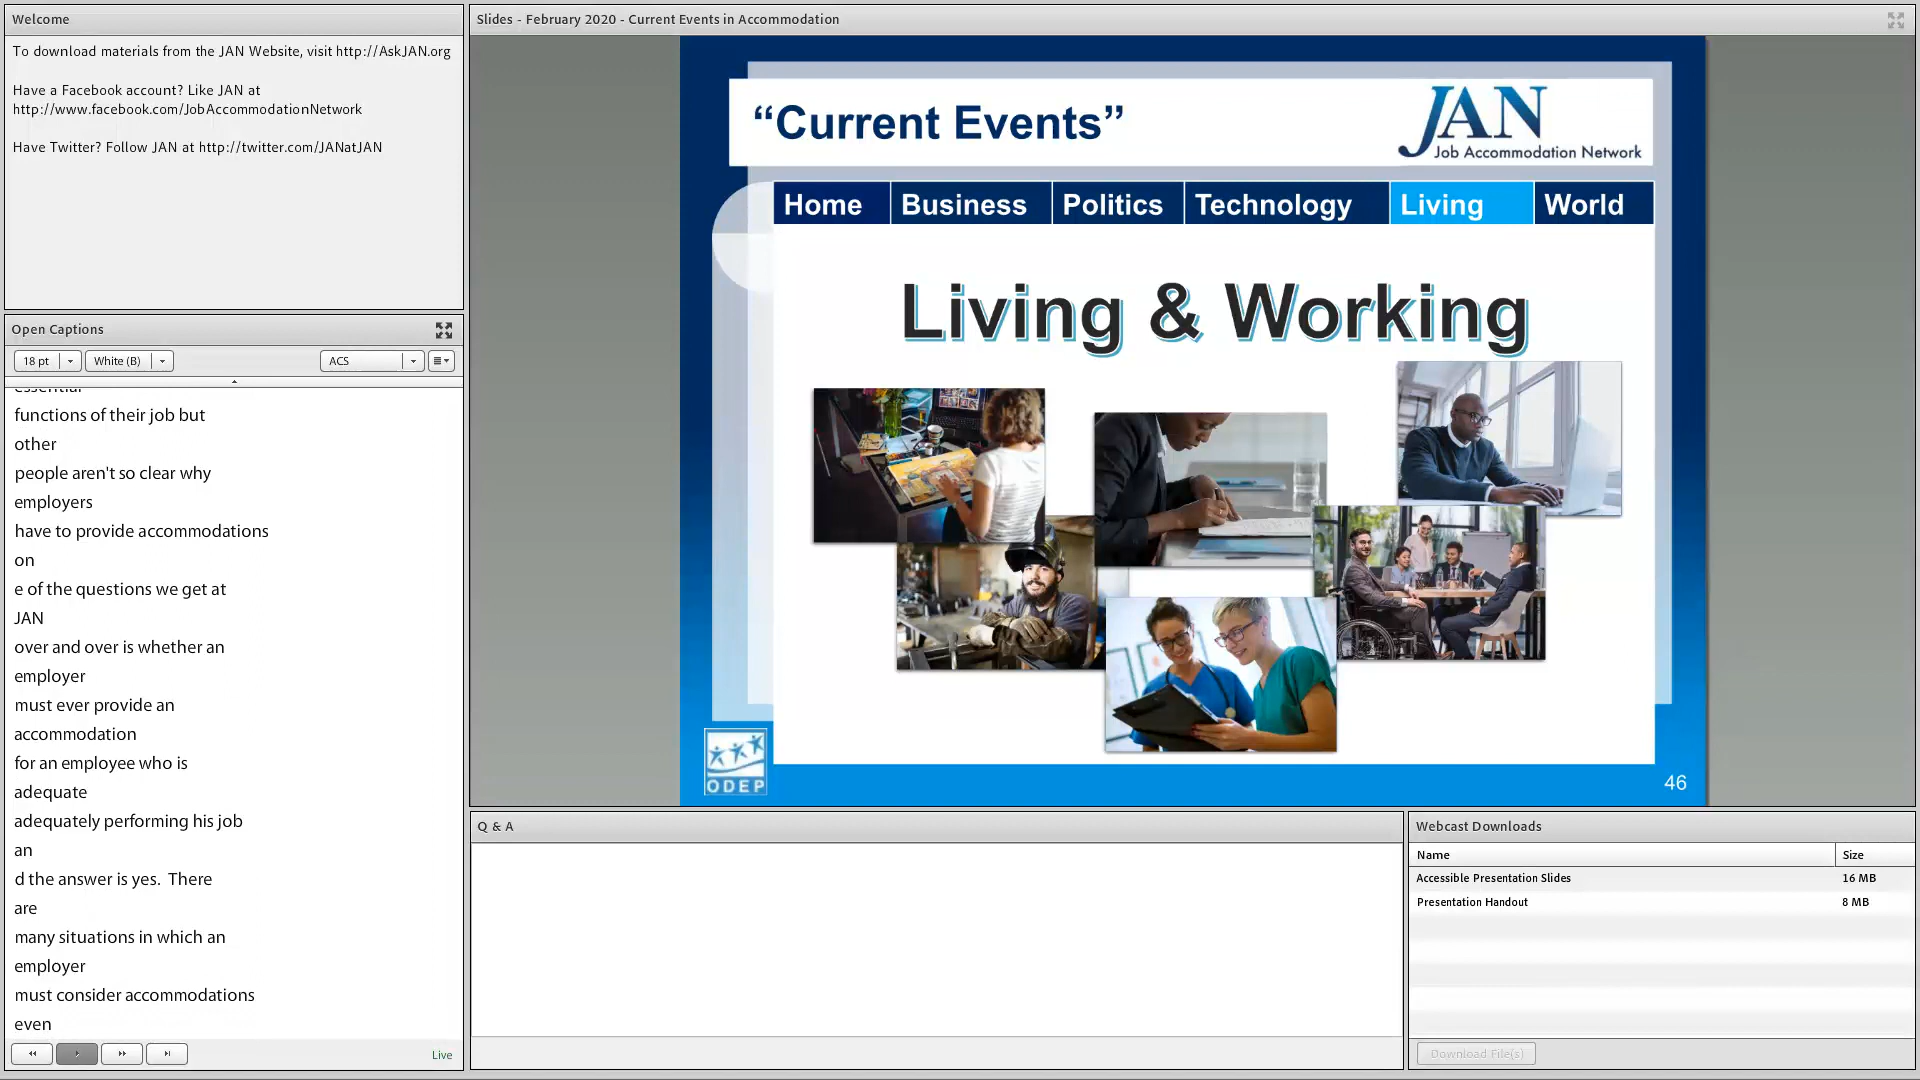 Welcome
To download materials from the JAN Website, visit http://AskJAN.org
Have a Facebook account? Like JAN at
http://www.facebook.com/JobAccommodationNetwork
Have Twitter? Follow JAN at http://twitter.com/JANatJAN
Open Captions
18 pt
White (B)
ACS
essential
functions of their job but
other
people aren't so clear why
employers
have to provide accommodations
on
e of the questions we get at
JAN
over and over is whether an
employer
must ever provide an
accommodation
for an employee who is
adequate
adequately performing his job
an
d the answer is yes. There
are
many situations in which an
employer
must consider accommodations
even
Live
Slides - February 2020 - Current Events in Accommodation
“Current Events”
JAN
Job Accommodation Network
Home Business Politics Technology Living World
Living & Working
ODEP
46
Q & A
Webcast Downloads
Name Size
Accessible Presentation Slides 16 MB
Presentation Handout 8 MB
Download File(s)